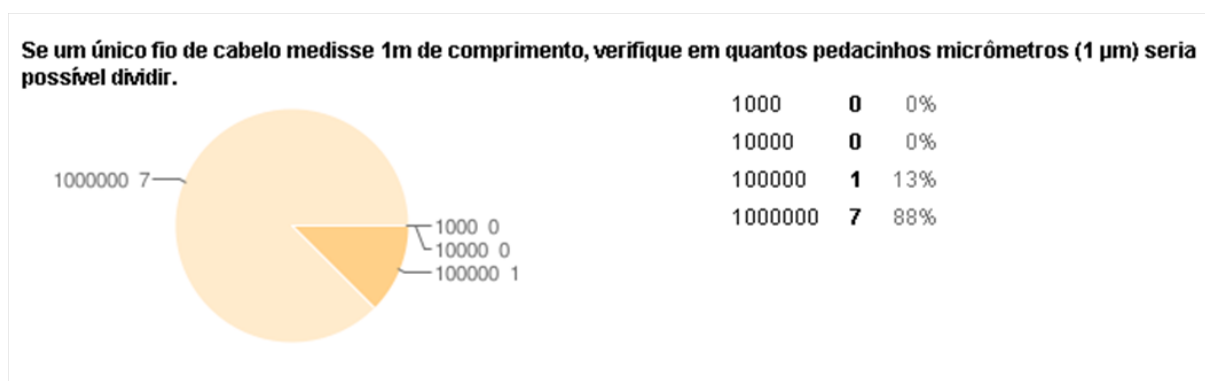 Se um único fio de cabelo medisse 1m de comprimento, verifique em quantos pedacinhos micrômetros (1 µm) seria
possível dividir.
1000 0 0%
10000 0 0%
100000 1 13%
1000000 7 88%
1000000 7
1000 0
10000 0
100000 1